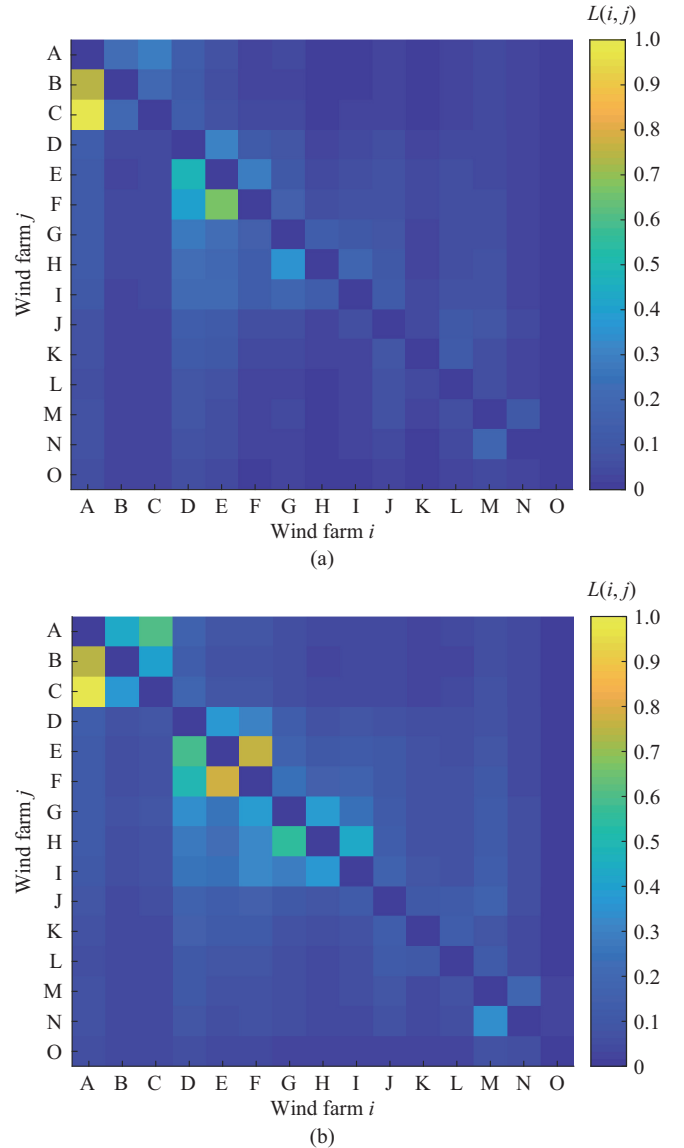 L(i, j)
A
B
C
D
E
F
G
H
I
J
K
L
M
N
O
Wind farm j
1.0
0.9
0.8
0.7
0.6
0.5
0.4
0.3
0.2
0.1
0
A B C D E F G H I J K L M N O
Wind farm i
(a)
L(i, j)
A
B
C
D
E
F
G
H
I
J
K
L
M
N
O
Wind farm j
1.0
0.9
0.8
0.7
0.6
0.5
0.4
0.3
0.2
0.1
0
A B C D E F G H I J K L M N O
Wind farm i
(b)